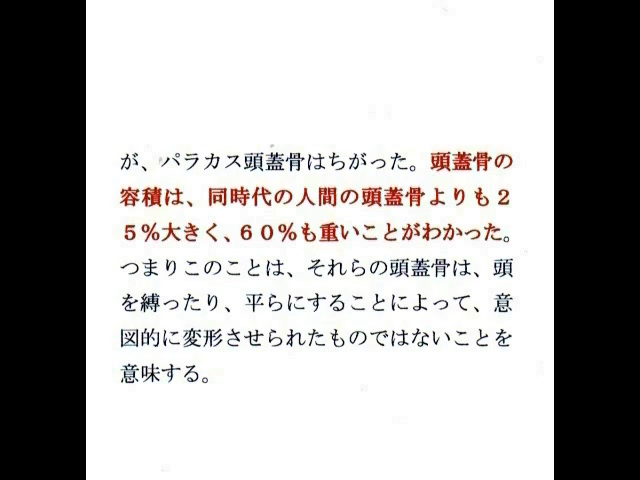 が、パラカス頭蓋骨はちがった。頭蓋骨の
容積は、同時代の人間の頭蓋骨よりも２
５％大きく、６０％も重いことがわかった。
つまりこのことは、それらの頭蓋骨は、頭
を縛ったり、平らにすることによって、意
図的に変形させられたものではないことを
意味する。